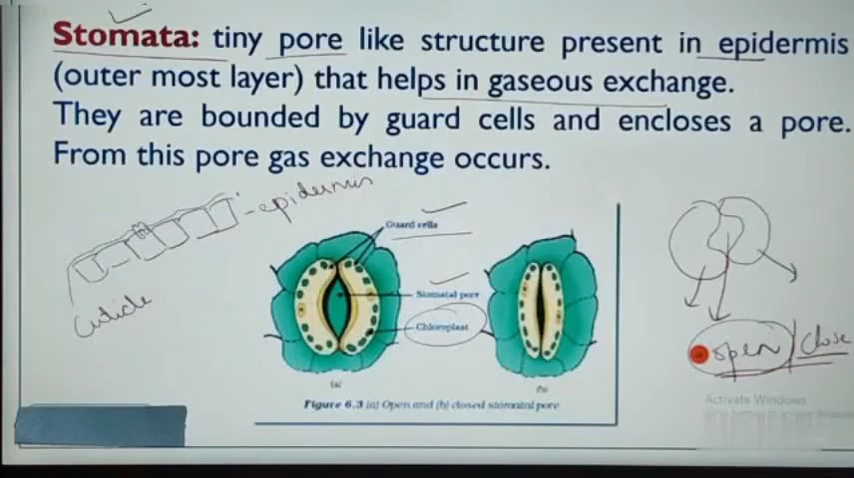 Stomata: tiny pore like structure present in epidermis
(outer most layer) that helps in gaseous exchange.
They are bounded by guard cells and encloses a pore.
From this pore gas exchange occurs.
epidermis
cuticle
Guard cells
Stomatal pore
Chloroplast
open/close
(a)
(b)
Figure 6.3 (a) Open and (b) closed stomatal pore
Activate Windows